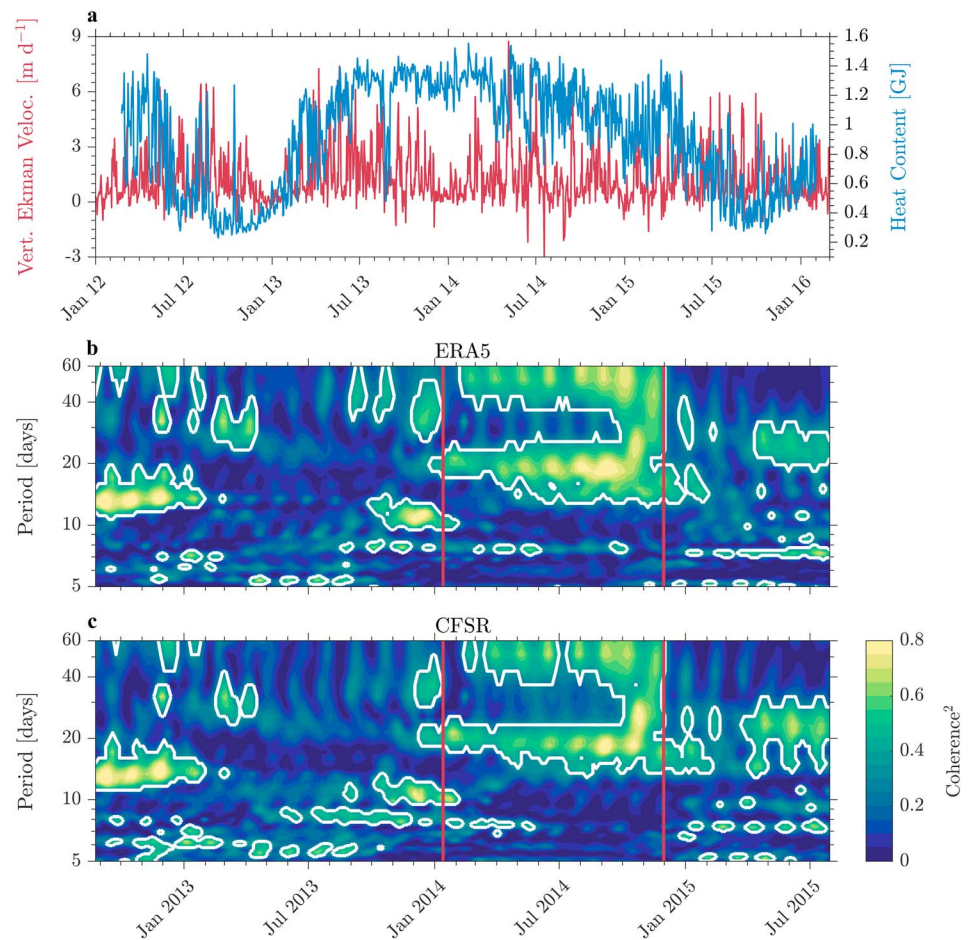 a
Vert. Ekman Veloc. [m d⁻¹]
9
6
3
0
-3
1.6
1.4
1.2
1
0.8
0.6
0.4
0.2
Heat Content [GJ]
Jan 12
Jul 12
Jan 13
Jul 13
Jan 14
Jul 14
Jan 15
Jul 15
Jan 16
b
ERA5
Period [days]
60
40
20
10
5
c
CFSR
Period [days]
60
40
20
10
5
Jan 2013
Jul 2013
Jan 2014
Jul 2014
Jan 2015
Jul 2015
0.8
0.6
0.4
0.2
0
Coherence²